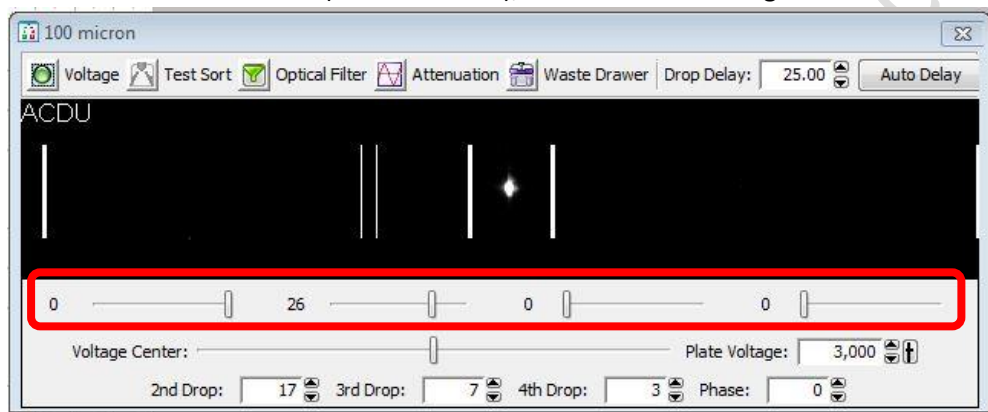 100 micron
Voltage Test Sort Optical Filter Attenuation Waste Drawer Drop Delay: 25.00 Auto Delay
ACDU
0 26 0 0
Voltage Center: Plate Voltage: 3,000
2nd Drop: 17 3rd Drop: 7 4th Drop: 3 Phase: 0